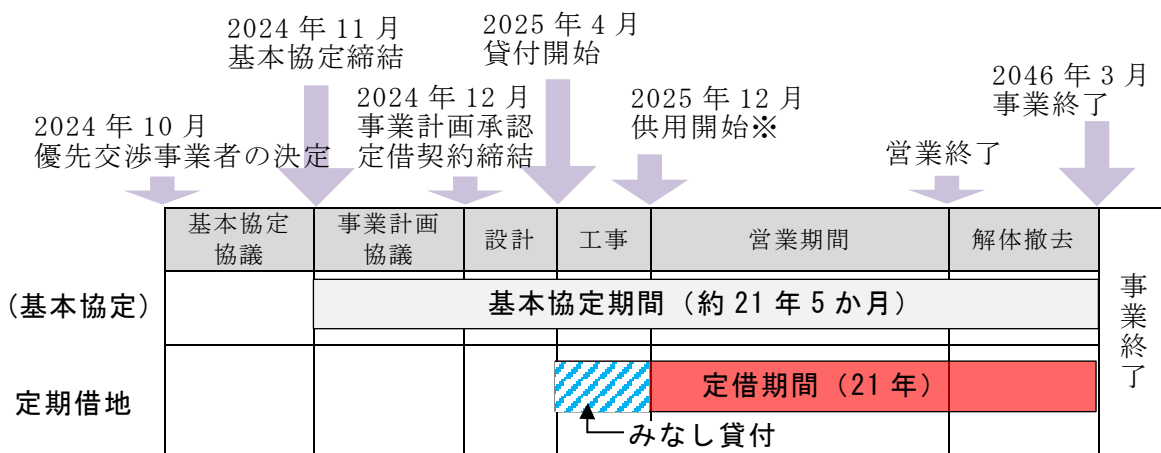 2024年11月
基本協定締結
2025年4月
貸付開始
2046年3月
事業終了
2024年12月
事業計画承認
定借契約締結
2025年12月
供用開始※
2024年10月
優先交渉事業者の決定
営業終了
基本協定
協議
事業計画
協議
設計
工事
営業期間
解体撤去
事業終了
(基本協定)
基本協定期間（約21年5か月）
定期借地
定借期間（21年）
みなし貸付